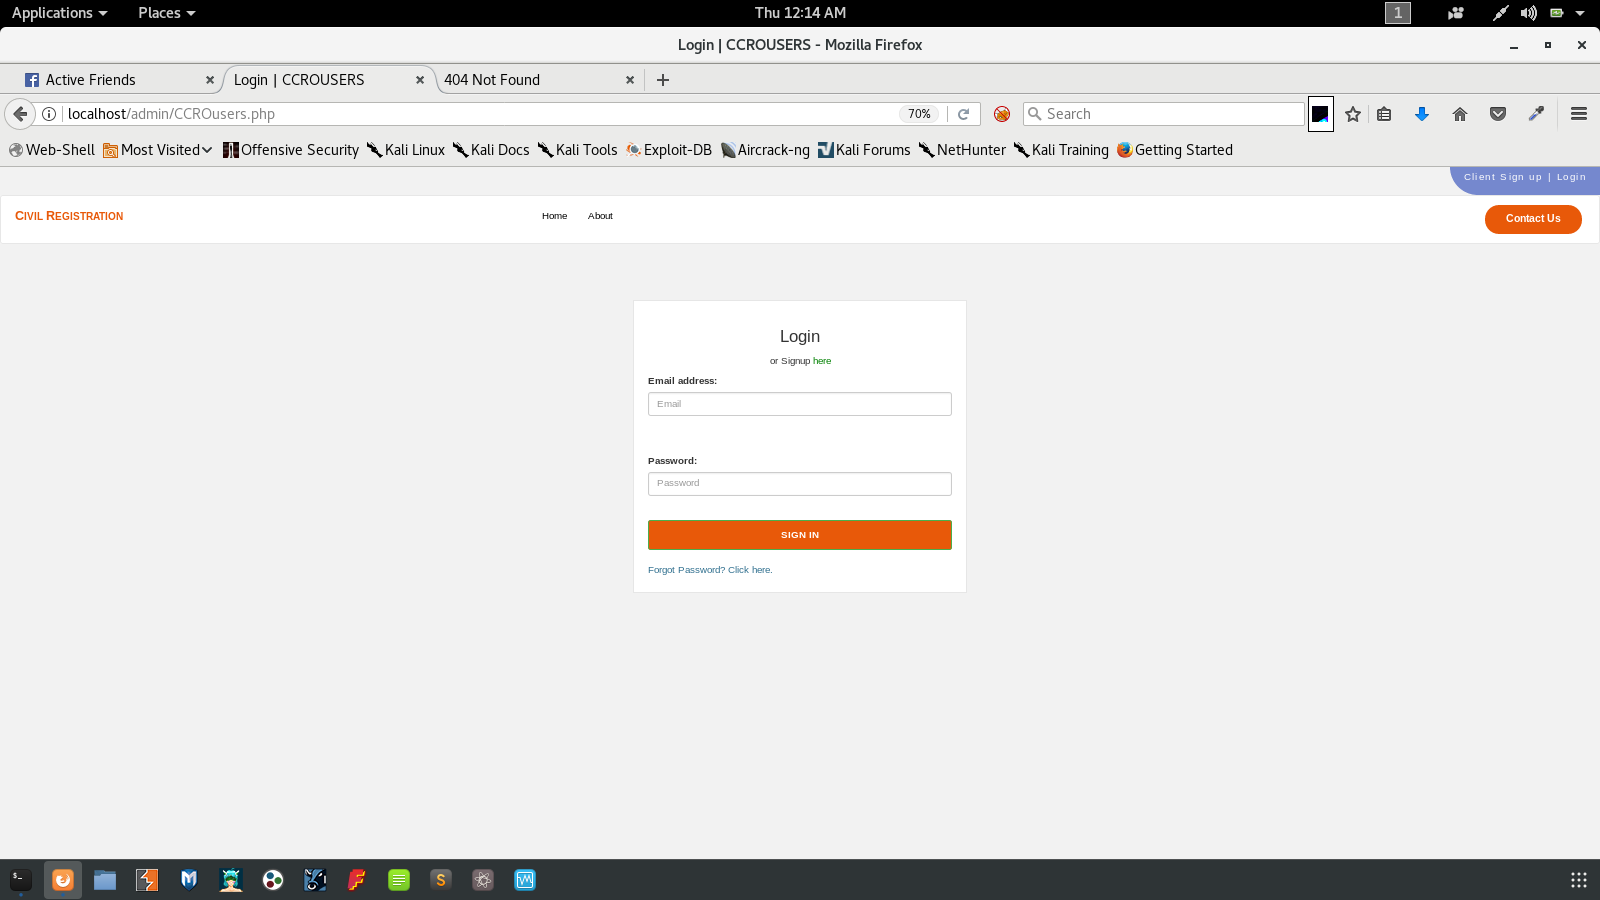 Applications Places Thu 12:14 AM 1
Login | CCROUSERS - Mozilla Firefox
Active Friends Login | CCROUSERS 404 Not Found
localhost/admin/CCROusers.php 70% Search
Web-Shell Most Visited Offensive Security Kali Linux Kali Docs Kali Tools Exploit-DB Aircrack-ng Kali Forums NetHunter Kali Training Getting Started
Client Sign up | Login
CIVIL REGISTRATION Home About Contact Us
Login
or Signup here
Email address:
Email
Password:
Password
SIGN IN
Forgot Password? Click here.